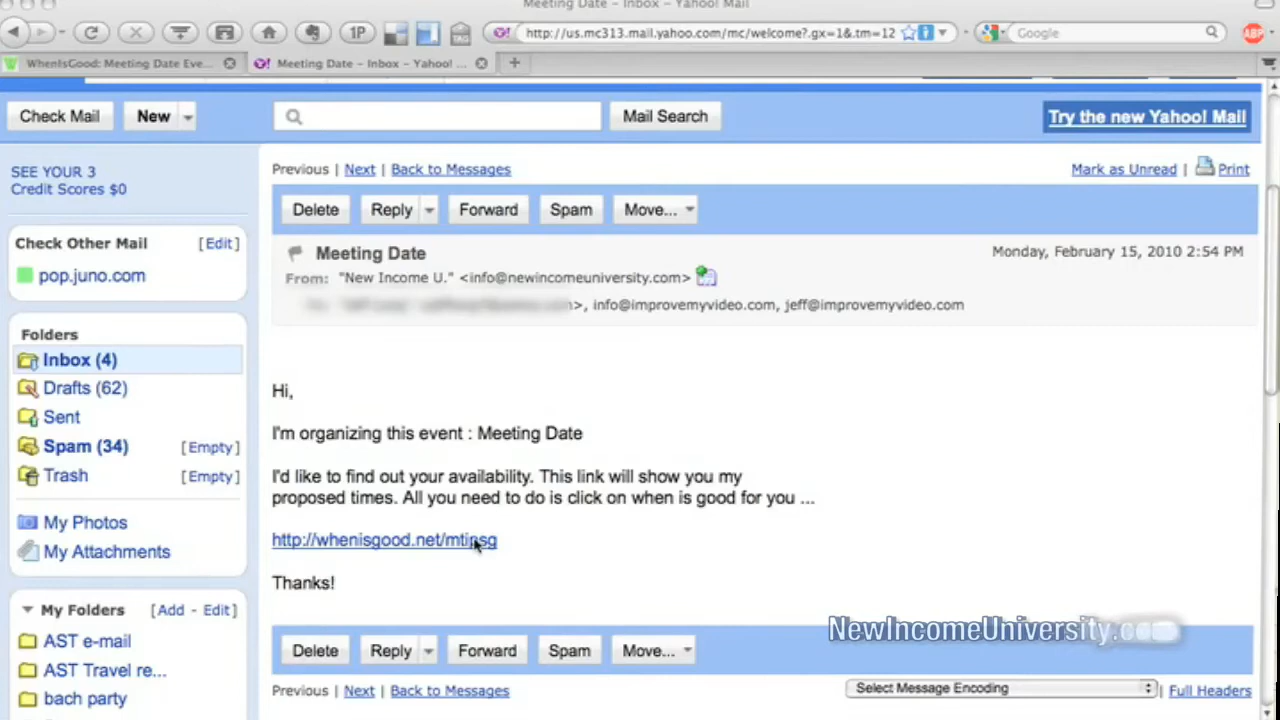 Meeting Date – Inbox – Yahoo! Mail
1P
http://us.mc313.mail.yahoo.com/mc/welcome?.gx=1&.tm=12
Google
ABP
WhenIsGood: Meeting Date Eve...
Meeting Date – Inbox – Yahoo! ...
Check Mail
New
Mail Search
Try the new Yahoo! Mail
SEE YOUR 3
Credit Scores $0
Previous | Next | Back to Messages
Mark as Unread | Print
Delete
Reply
Forward
Spam
Move...
Check Other Mail [Edit]
pop.juno.com
Meeting Date
Monday, February 15, 2010 2:54 PM
From: "New Income U." <info@newincomeuniversity.com>
>, info@improvemyvideo.com, jeff@improvemyvideo.com
Folders
Inbox (4)
Drafts (62)
Sent
Spam (34) [Empty]
Trash [Empty]
My Photos
My Attachments
Hi,
I'm organizing this event : Meeting Date
I'd like to find out your availability. This link will show you my
proposed times. All you need to do is click on when is good for you ...
http://whenisgood.net/
Thanks!
My Folders [Add - Edit]
AST e-mail
AST Travel re...
bach party
NewIncomeUniversity.com
Delete
Reply
Forward
Spam
Move...
Previous | Next | Back to Messages
Select Message Encoding
| Full Headers